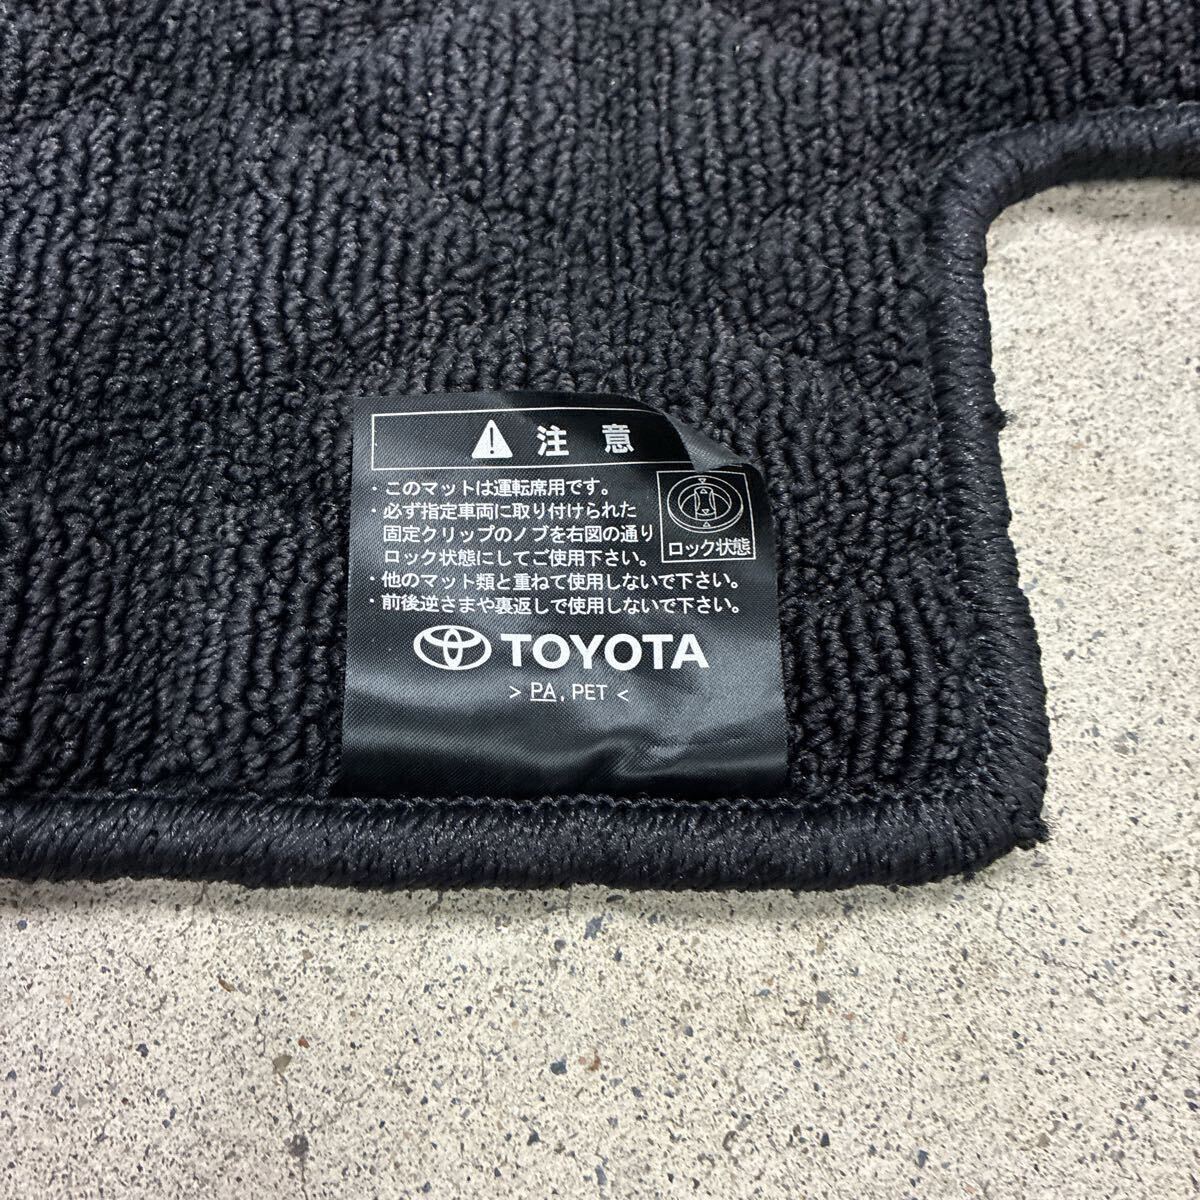 注意
・このマットは運転席用です。
・必ず指定車両に取り付けられた
固定クリップのノブを右図の通り
ロック状態にしてご使用下さい。
ロック状態
・他のマット類と重ねて使用しないで下さい。
・前後逆さまや裏返しで使用しないで下さい。
TOYOTA
> PA, PET <